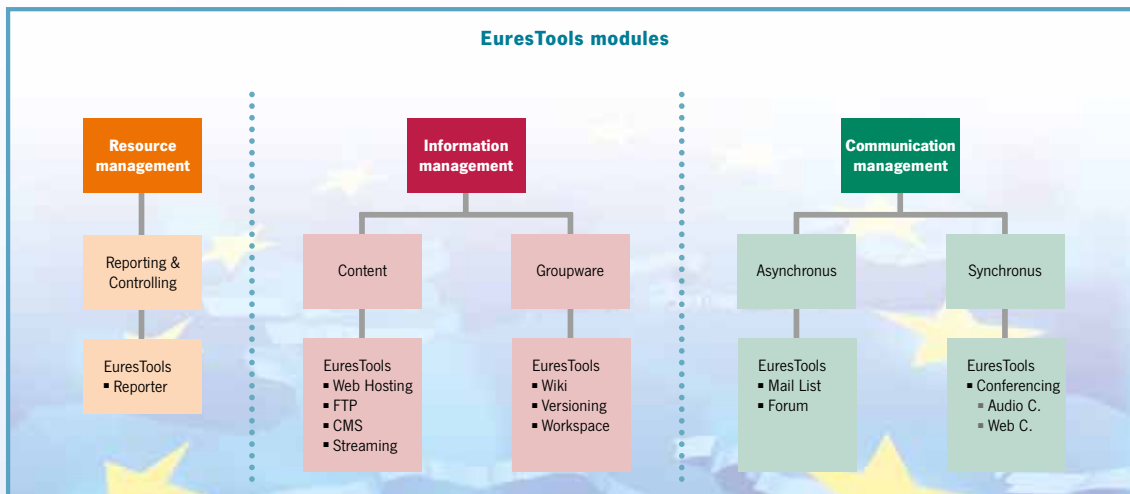 EuresTools modules
Resource
management
Reporting &
Controlling
EuresTools
▪ Reporter
Information
management
Content
EuresTools
▪ Web Hosting
▪ FTP
▪ CMS
▪ Streaming
Groupware
EuresTools
▪ Wiki
▪ Versioning
▪ Workspace
Communication
management
Asynchronus
EuresTools
▪ Mail List
▪ Forum
Synchronus
EuresTools
▪ Conferencing
▪ Audio C.
▪ Web C.